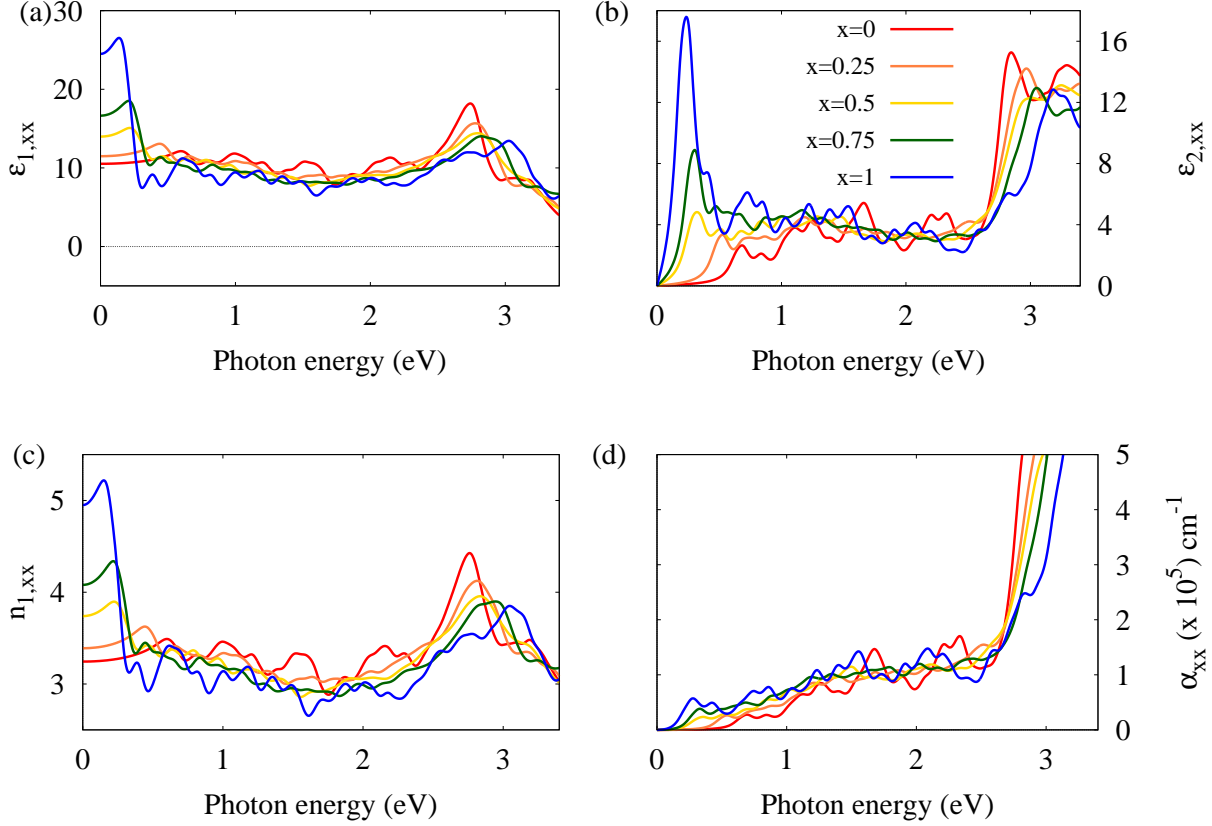 (a)
30
20
10
0
ε1,xx
0 1 2 3
Photon energy (eV)
(b)
x=0
x=0.25
x=0.5
x=0.75
x=1
16
12
8
4
0
ε2,xx
0 1 2 3
Photon energy (eV)
(c)
5
4
3
n1,xx
0 1 2 3
Photon energy (eV)
(d)
5
4
3
2
1
0
αxx (x 10^5) cm^-1
0 1 2 3
Photon energy (eV)